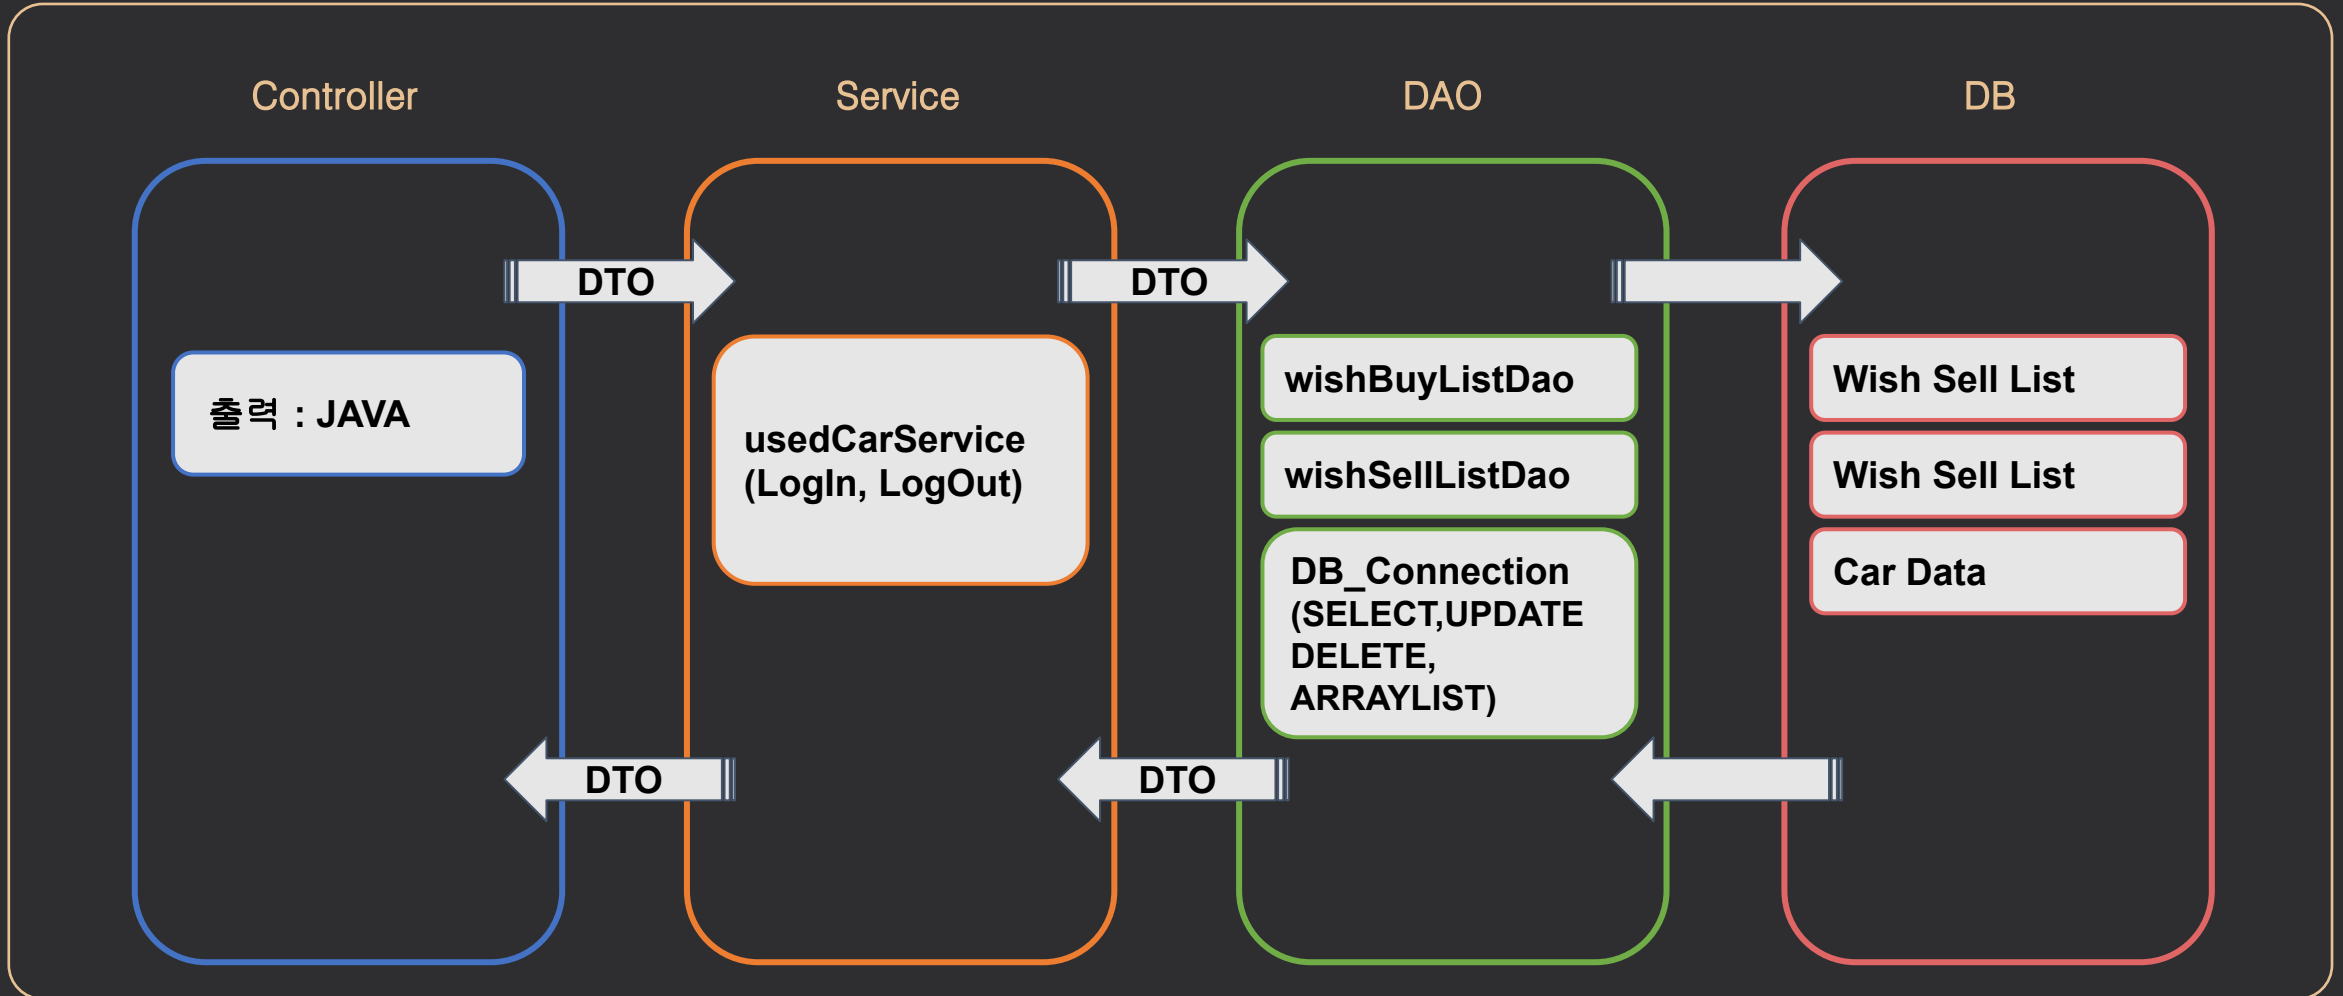 Controller
Service
DAO
DB
DTO
DTO
출력 : JAVA
usedCarService
(LogIn, LogOut)
wishBuyListDao
wishSellListDao
DB_Connection
(SELECT,UPDATE
DELETE,
ARRAYLIST)
Wish Sell List
Wish Sell List
Car Data
DTO
DTO